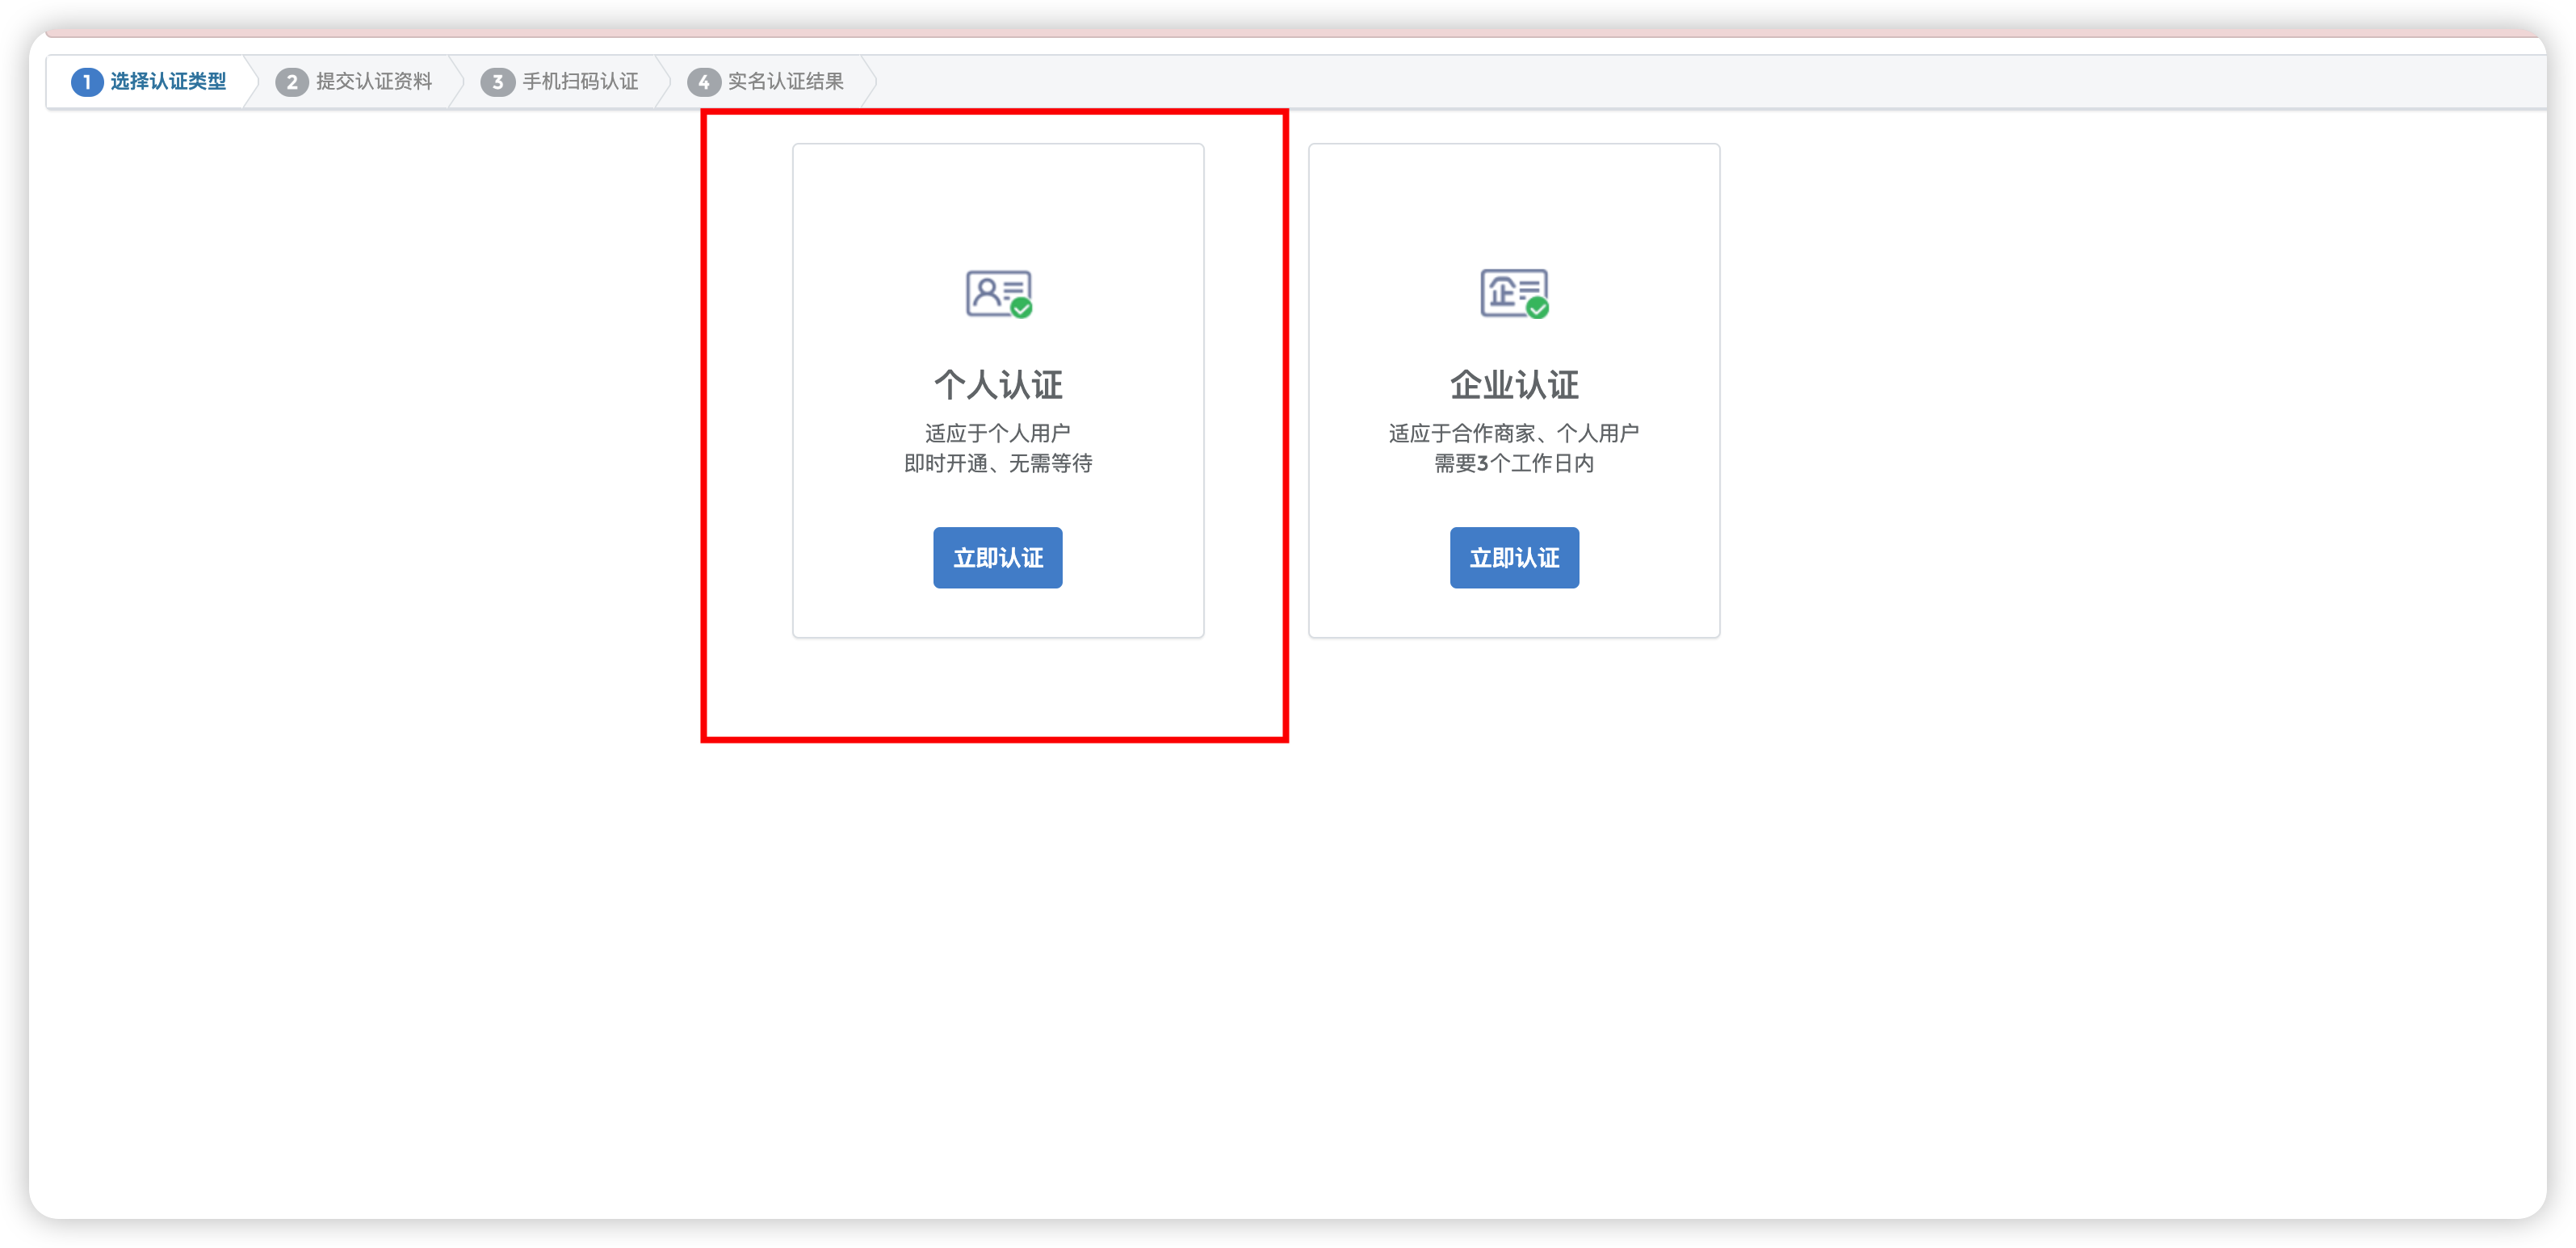 1 选择认证类型 2 提交认证资料 3 手机扫码认证 4 实名认证结果
个人认证
适应于个人用户
即时开通、无需等待
立即认证
企
企业认证
适应于合作商家、个人用户
需要3个工作日内
立即认证